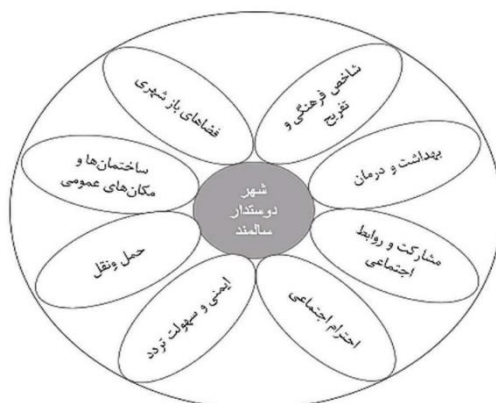 شاخص فرهنگی و
تفریح
بهداشت و درمان
مشارکت و روابط
اجتماعی
احترام اجتماعی
ایمنی و سهولت تردد
حمل ونقل
ساختمان‌ها و
مکان‌های عمومی
فضاهای باز شهری
شهر
دوستدار
سالمند